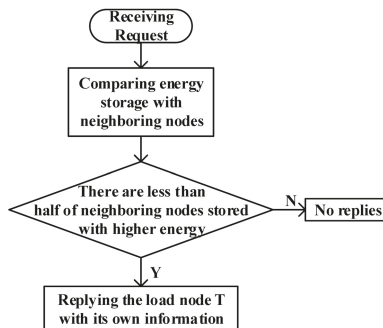 Receiving
Request
Comparing energy
storage with
neighboring nodes
There are less than
half of neighboring nodes stored
with higher energy
N
No replies
Y
Replying the load node T
with its own information